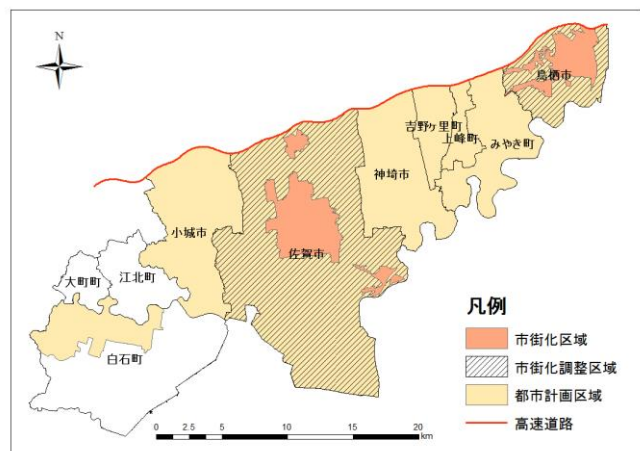 N
鳥栖市
吉野ヶ里町
上峰町
みやき町
神埼市
小城市
佐賀市
大町町
江北町
白石町
凡例
市街化区域
市街化調整区域
都市計画区域
高速道路
0 2.5 5 10 15 20
km